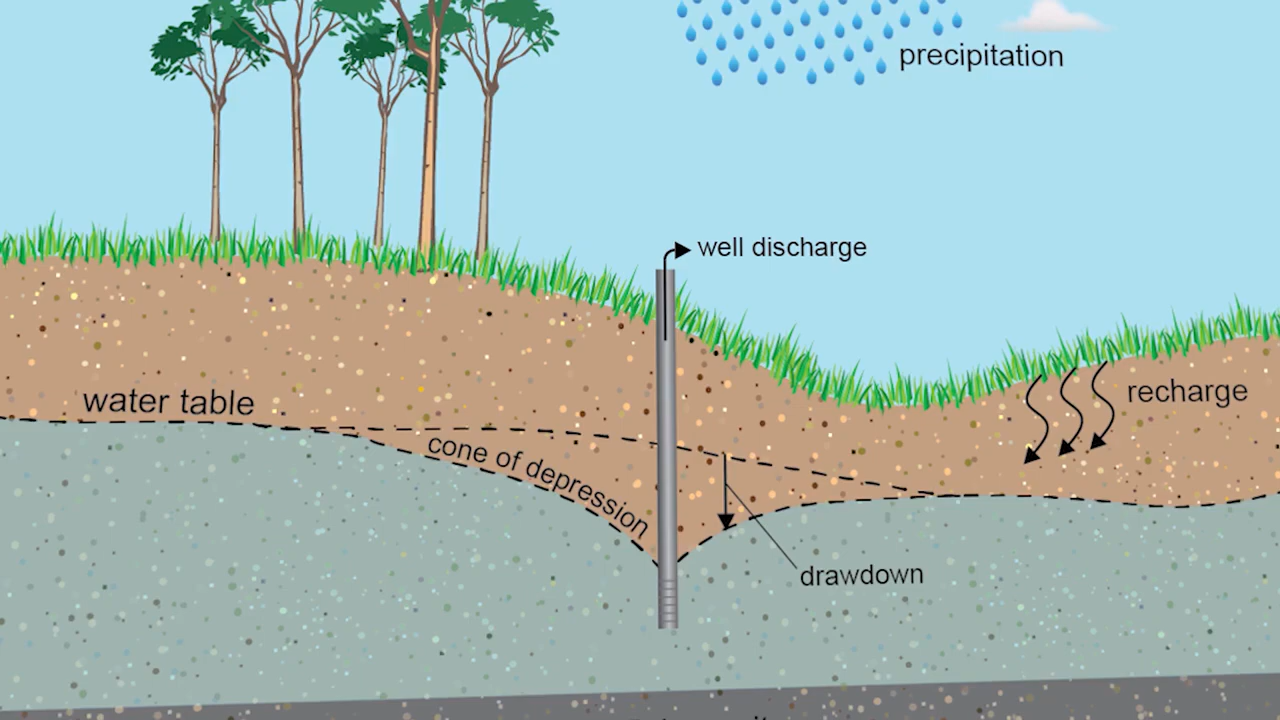 precipitation
well discharge
recharge
water table
cone of depression
drawdown